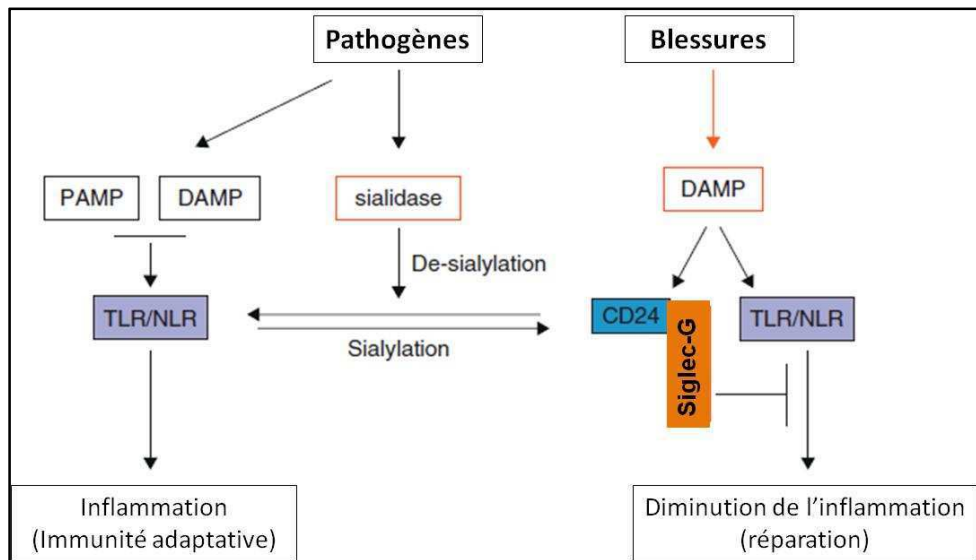 Pathogènes
Blessures
PAMP
DAMP
sialidase
DAMP
De-sialylation
TLR/NLR
Sialylation
CD24
Siglec-G
TLR/NLR
Inflammation
(Immunité adaptative)
Diminution de l'inflammation
(réparation)